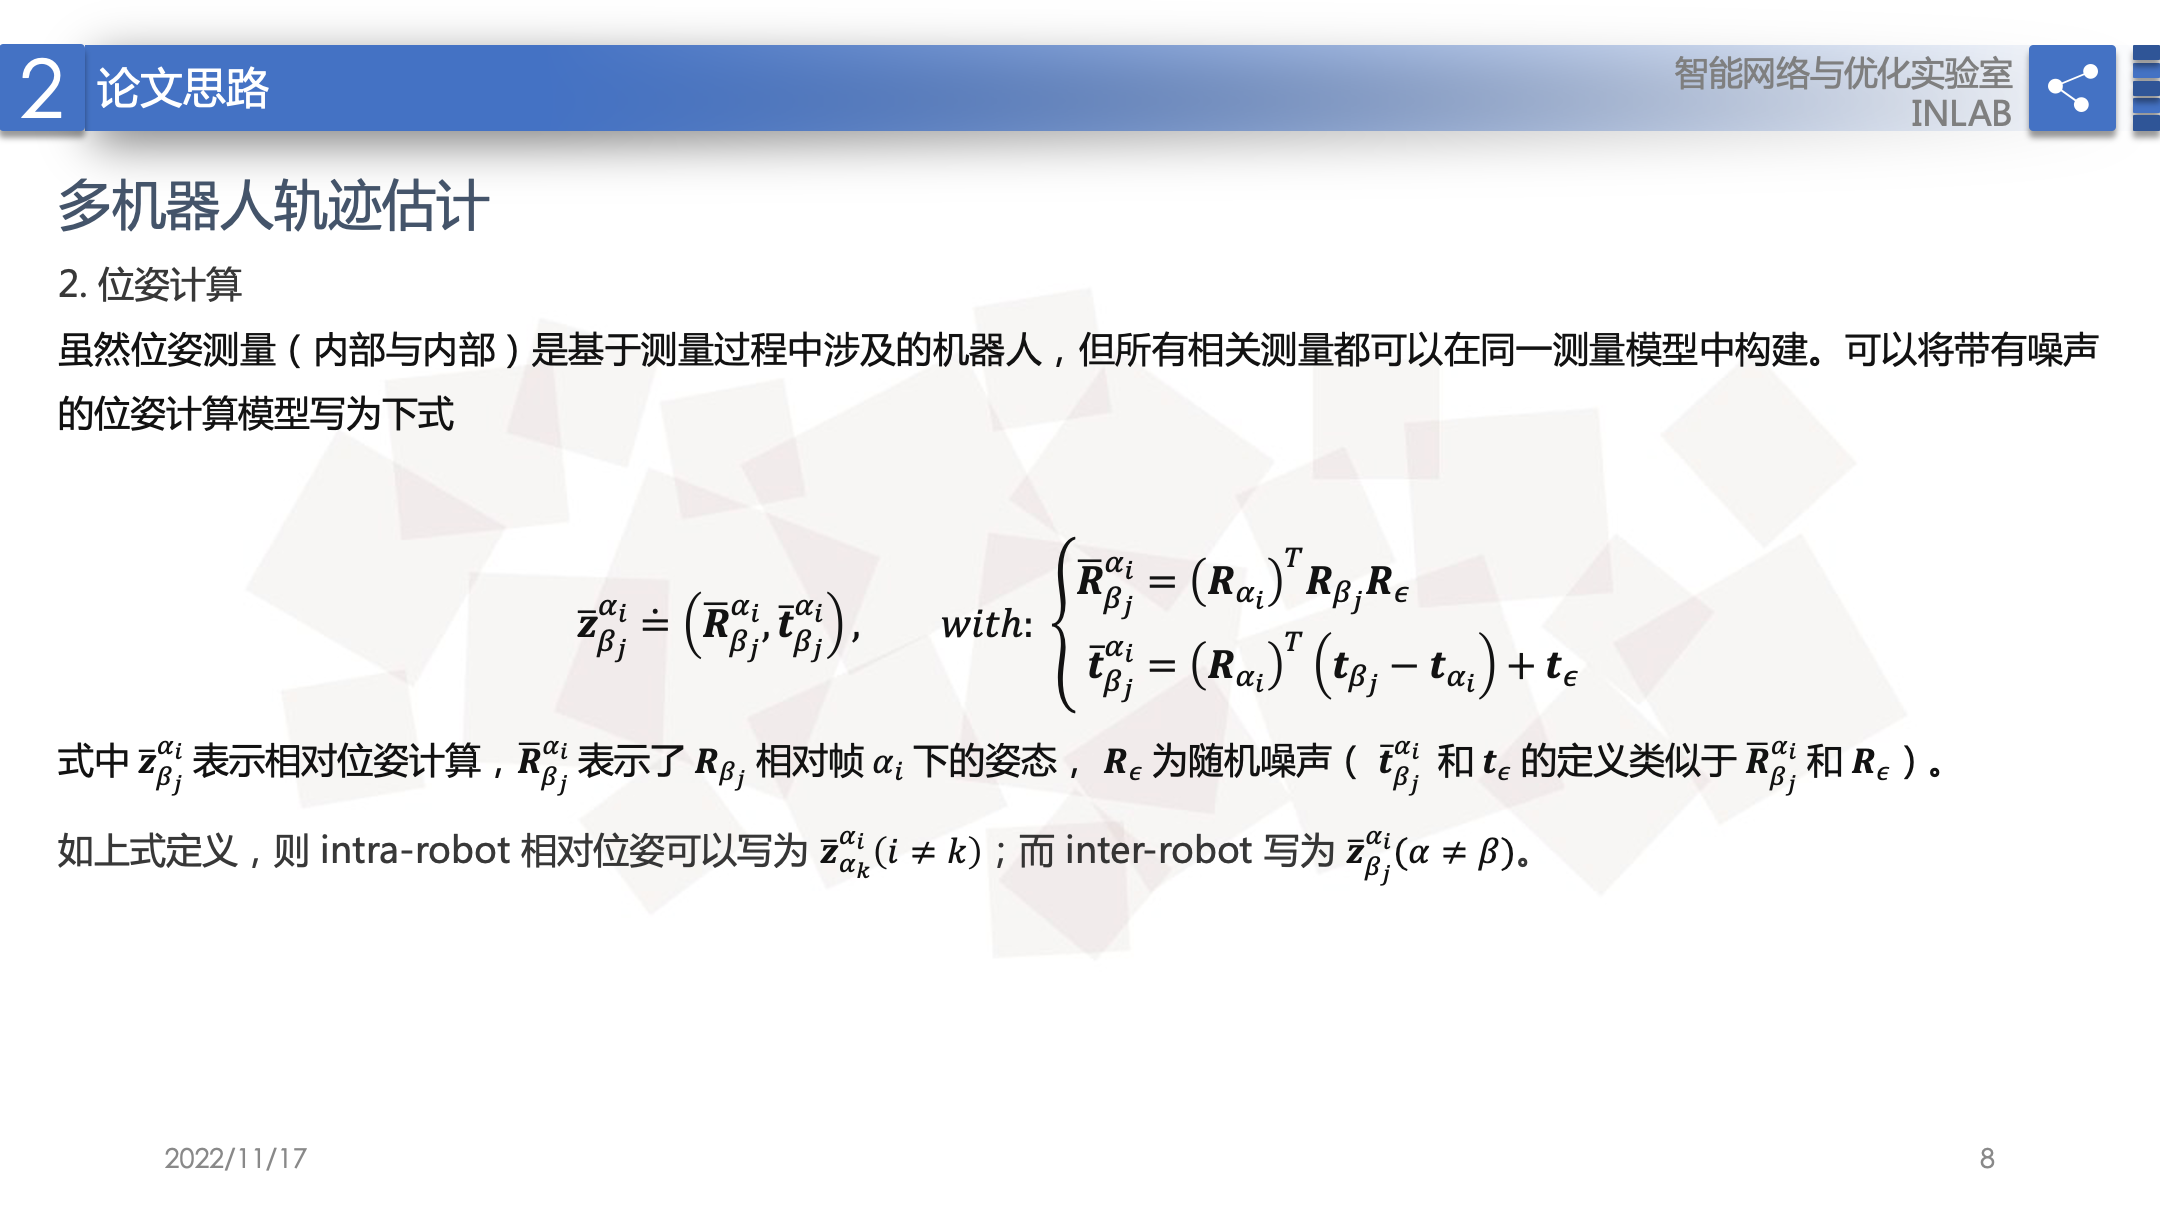 2 论文思路
智能网络与优化实验室
INLAB
多机器人轨迹估计
2. 位姿计算
虽然位姿测量（内部与内部）是基于测量过程中涉及的机器人，但所有相关测量都可以在同一测量模型中构建。可以将带有噪声
的位姿计算模型写为下式
$\bar{\boldsymbol{z}}_{\beta_j}^{\alpha_i} \doteq \left(\bar{\boldsymbol{R}}_{\beta_j}^{\alpha_i}, \bar{\boldsymbol{t}}_{\beta_j}^{\alpha_i}\right), \quad with: \begin{cases} \bar{\boldsymbol{R}}_{\beta_j}^{\alpha_i} = \left(\boldsymbol{R}_{\alpha_i}\right)^T \boldsymbol{R}_{\beta_j} \boldsymbol{R}_{\epsilon} \\ \bar{\boldsymbol{t}}_{\beta_j}^{\alpha_i} = \left(\boldsymbol{R}_{\alpha_i}\right)^T \left(\boldsymbol{t}_{\beta_j} - \boldsymbol{t}_{\alpha_i}\right) + \boldsymbol{t}_{\epsilon} \end{cases}$
式中 $\bar{\boldsymbol{z}}_{\beta_j}^{\alpha_i}$ 表示相对位姿计算，$\bar{\boldsymbol{R}}_{\beta_j}^{\alpha_i}$ 表示了 $\boldsymbol{R}_{\beta_j}$ 相对帧 $\alpha_i$ 下的姿态， $\boldsymbol{R}_{\epsilon}$ 为随机噪声（ $\bar{\boldsymbol{t}}_{\beta_j}^{\alpha_i}$ 和 $\boldsymbol{t}_{\epsilon}$ 的定义类似于 $\bar{\boldsymbol{R}}_{\beta_j}^{\alpha_i}$ 和 $\boldsymbol{R}_{\epsilon}$ ）。
如上式定义，则 intra-robot 相对位姿可以写为 $\bar{\boldsymbol{z}}_{\alpha_k}^{\alpha_i}(i \neq k)$；而 inter-robot 写为 $\bar{\boldsymbol{z}}_{\beta_j}^{\alpha_i}(\alpha \neq \beta)$。
2022/11/17
8